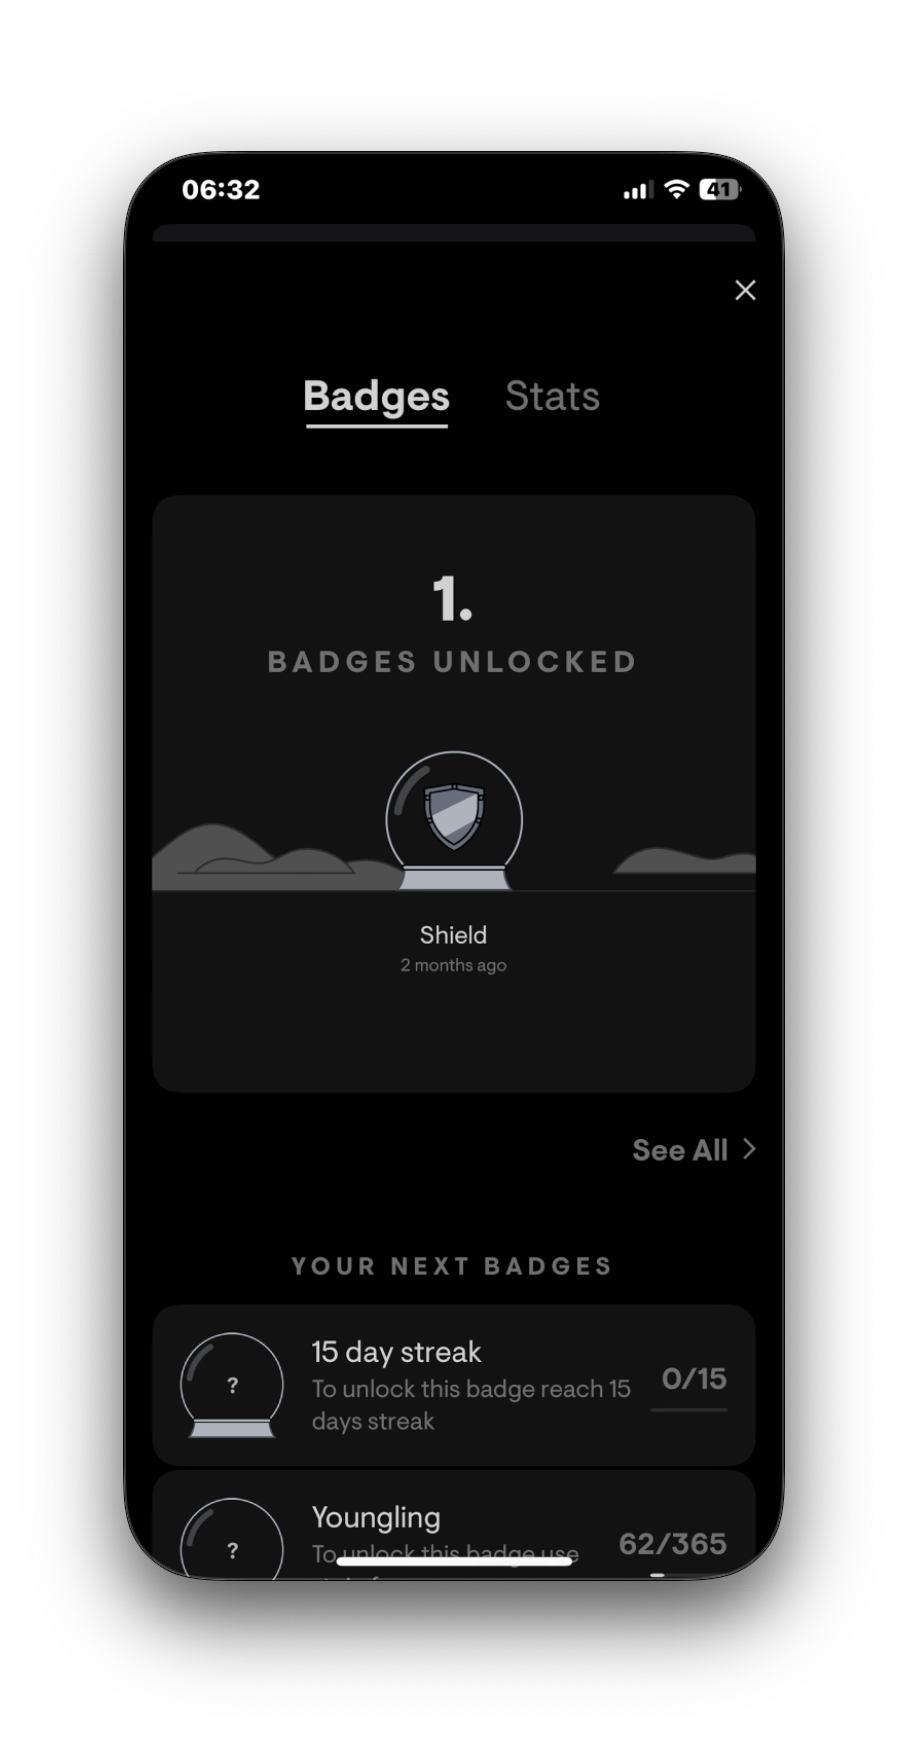 06:32
41
Badges
Stats
1.
BADGES UNLOCKED
Shield
2 months ago
See All
YOUR NEXT BADGES
?
15 day streak
To unlock this badge reach 15
days streak
0/15
?
Youngling
To unlock this badge use
62/365